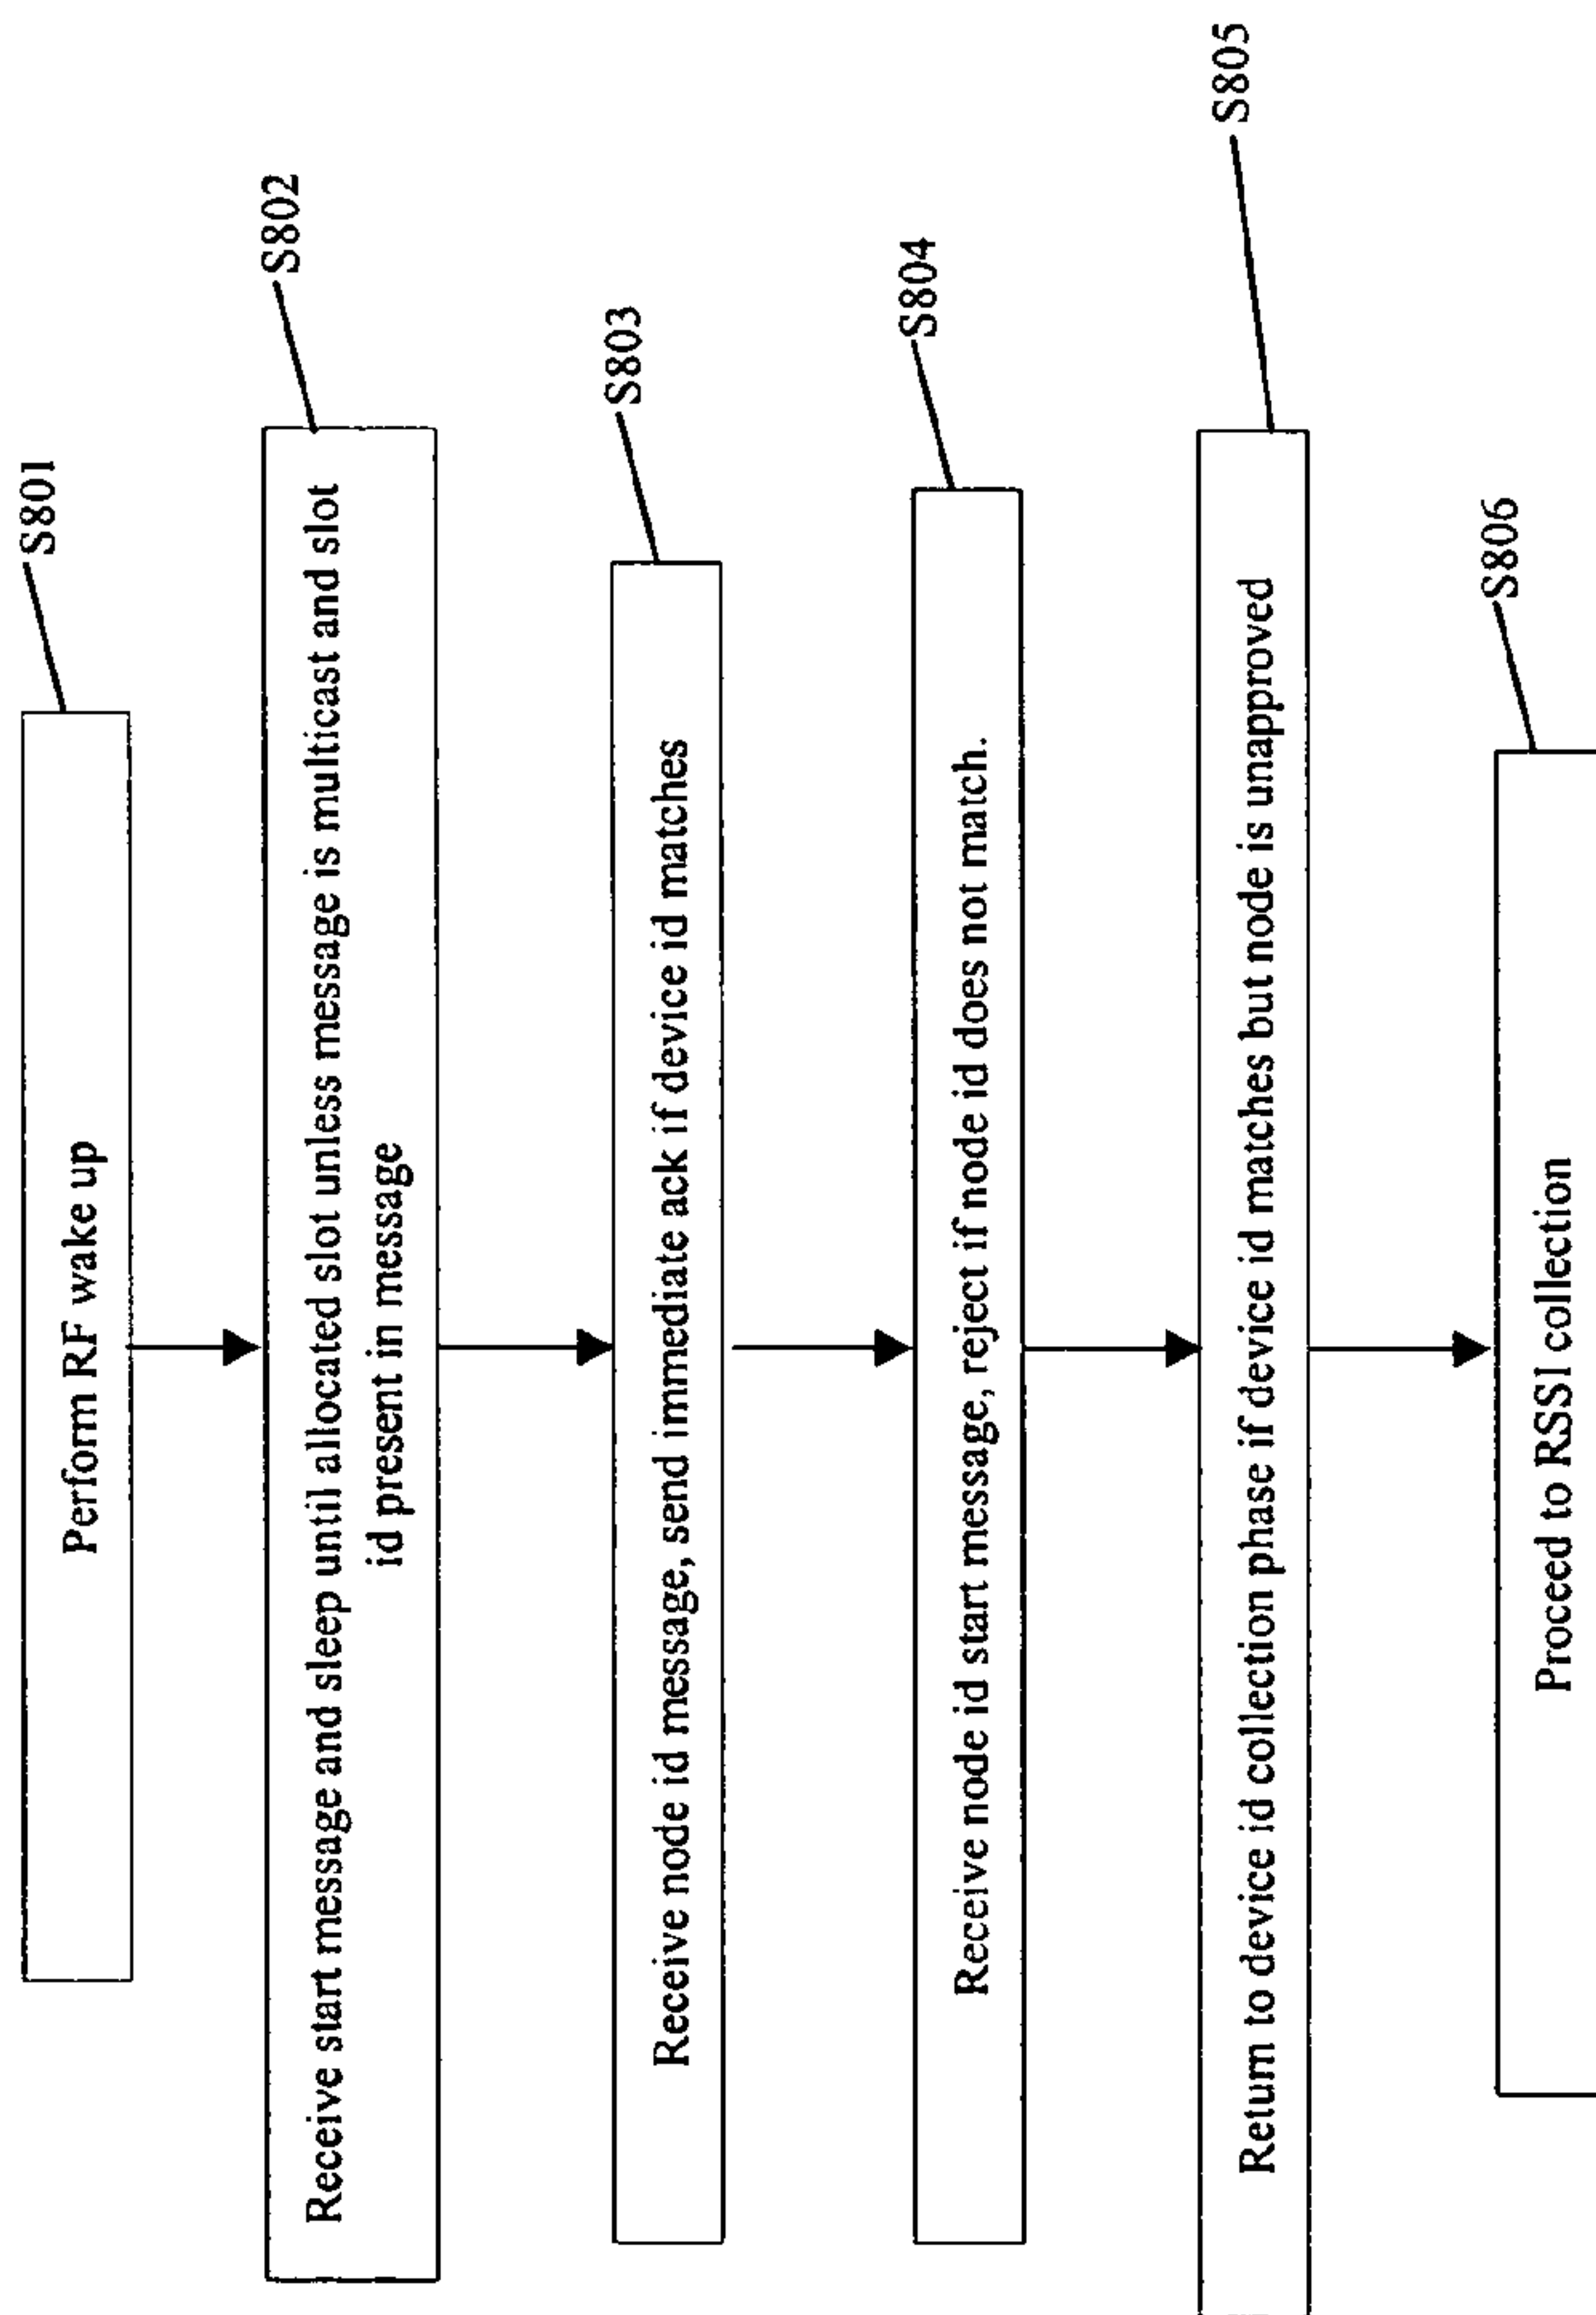 S801
Perform RF wake up
S802
Receive start message and sleep until allocated slot unless message is multicast and slot
id present in message
S803
Receive node id message, send immediate ack if device id matches
S804
Receive node id start message, reject if node id does not match.
S805
Return to device id collection phase if device id matches but node is unapproved
S806
Proceed to RSSI collection